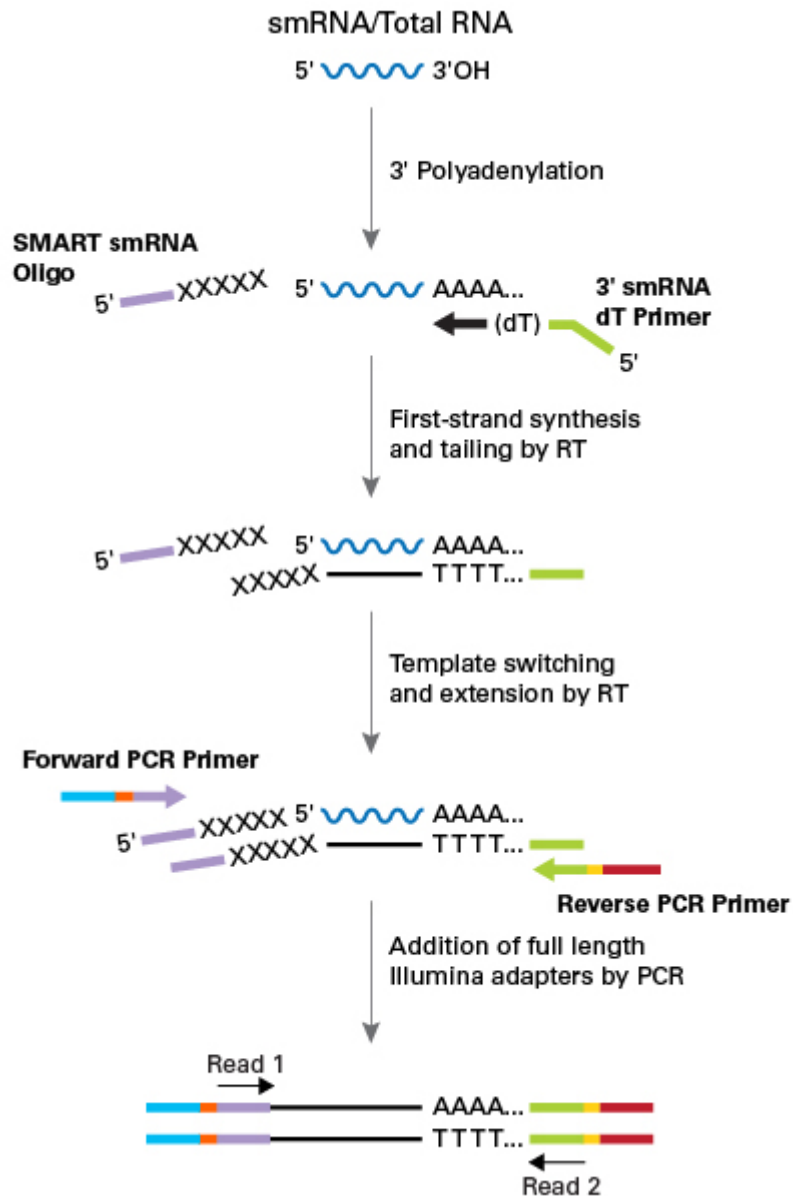 smRNA/Total RNA
5' 3'OH
3' Polyadenylation
SMART smRNA
Oligo
5' XXXXX 5' AAAA...
(dT)
3' smRNA
dT Primer
5'
First-strand synthesis
and tailing by RT
5' XXXXX 5' AAAA...
XXXXX TTTT...
Template switching
and extension by RT
Forward PCR Primer
5' XXXXX 5' AAAA...
XXXXX TTTT...
Reverse PCR Primer
Addition of full length
Illumina adapters by PCR
Read 1
AAAA...
TTTT...
Read 2